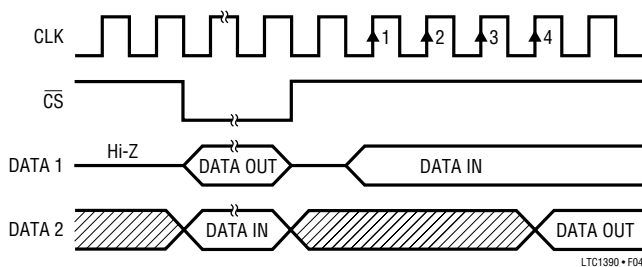 CLK
1 2 3 4
CS
Hi-Z
DATA 1 DATA OUT DATA IN
DATA 2 DATA IN DATA OUT
LTC1390 • F04